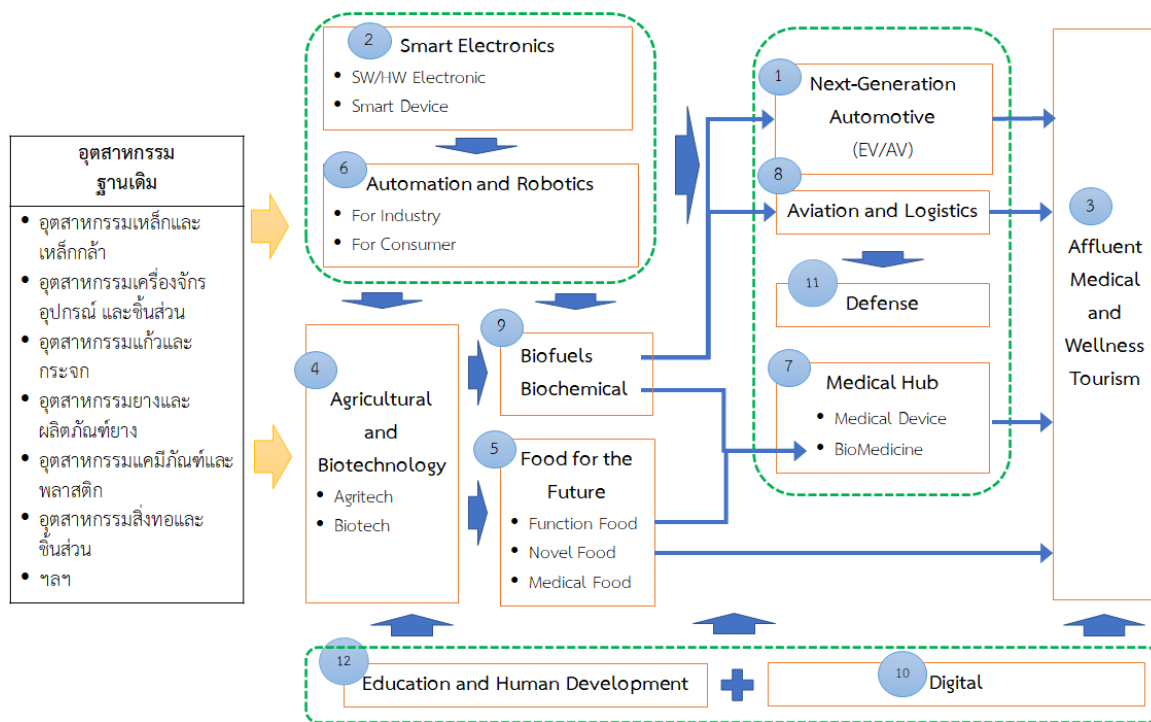 อุตสาหกรรม
ฐานเดิม
• อุตสาหกรรมเหล็กและ
เหล็กกล้า
• อุตสาหกรรมเครื่องจักร
อุปกรณ์ และชิ้นส่วน
• อุตสาหกรรมแก้วและ
กระจก
• อุตสาหกรรมยางและ
ผลิตภัณฑ์ยาง
• อุตสาหกรรมแคมีภัณฑ์และ
พลาสติก
• อุตสาหกรรมสิ่งทอและ
ชิ้นส่วน
• ฯลฯ
2
Smart Electronics
• SW/HW Electronic
• Smart Device
6
Automation and Robotics
• For Industry
• For Consumer
4
Agricultural
and
Biotechnology
• Agritech
• Biotech
9
Biofuels
Biochemical
5
Food for the
Future
• Function Food
• Novel Food
• Medical Food
1
Next-Generation
Automotive
(EV/AV)
8
Aviation and Logistics
11
Defense
7
Medical Hub
• Medical Device
• BioMedicine
3
Affluent
Medical
and
Wellness
Tourism
12
Education and Human Development
10
Digital